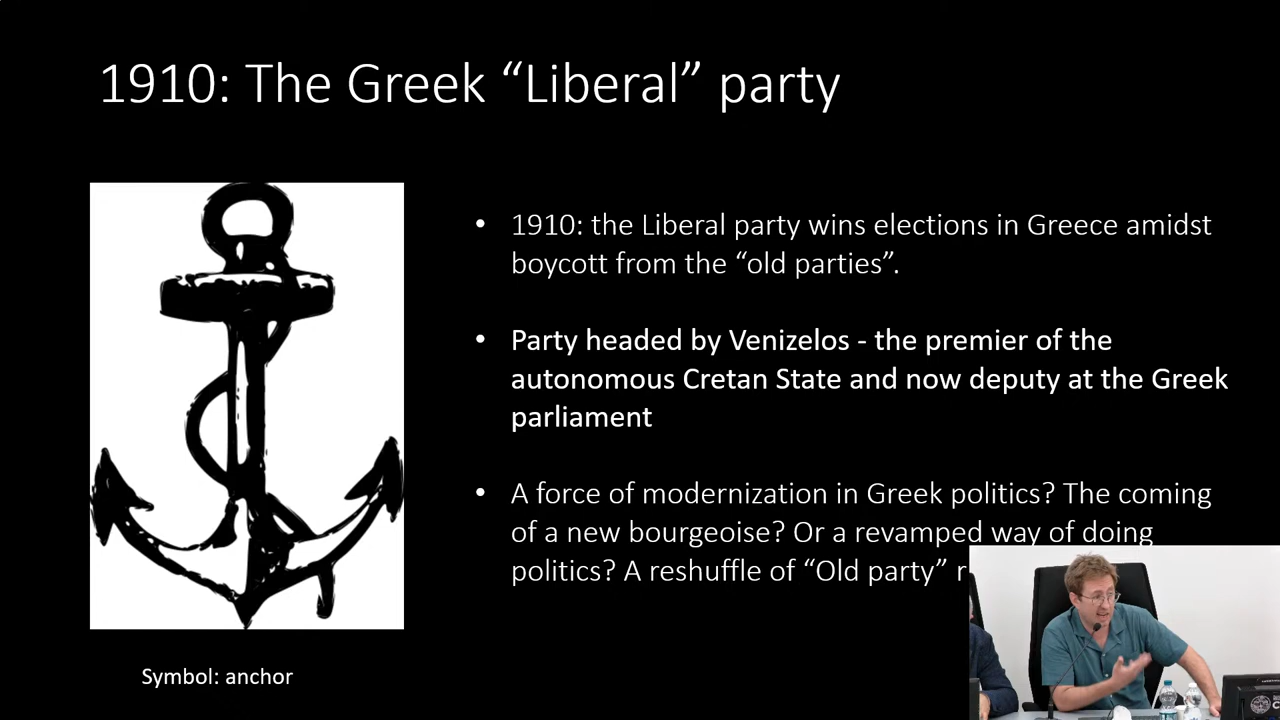 1910: The Greek “Liberal” party
• 1910: the Liberal party wins elections in Greece amidst
boycott from the “old parties”.
• Party headed by Venizelos - the premier of the
autonomous Cretan State and now deputy at the Greek
parliament
• A force of modernization in Greek politics? The coming
of a new bourgeoise? Or a revamped way of doing
politics? A reshuffle of “Old party”
Symbol: anchor